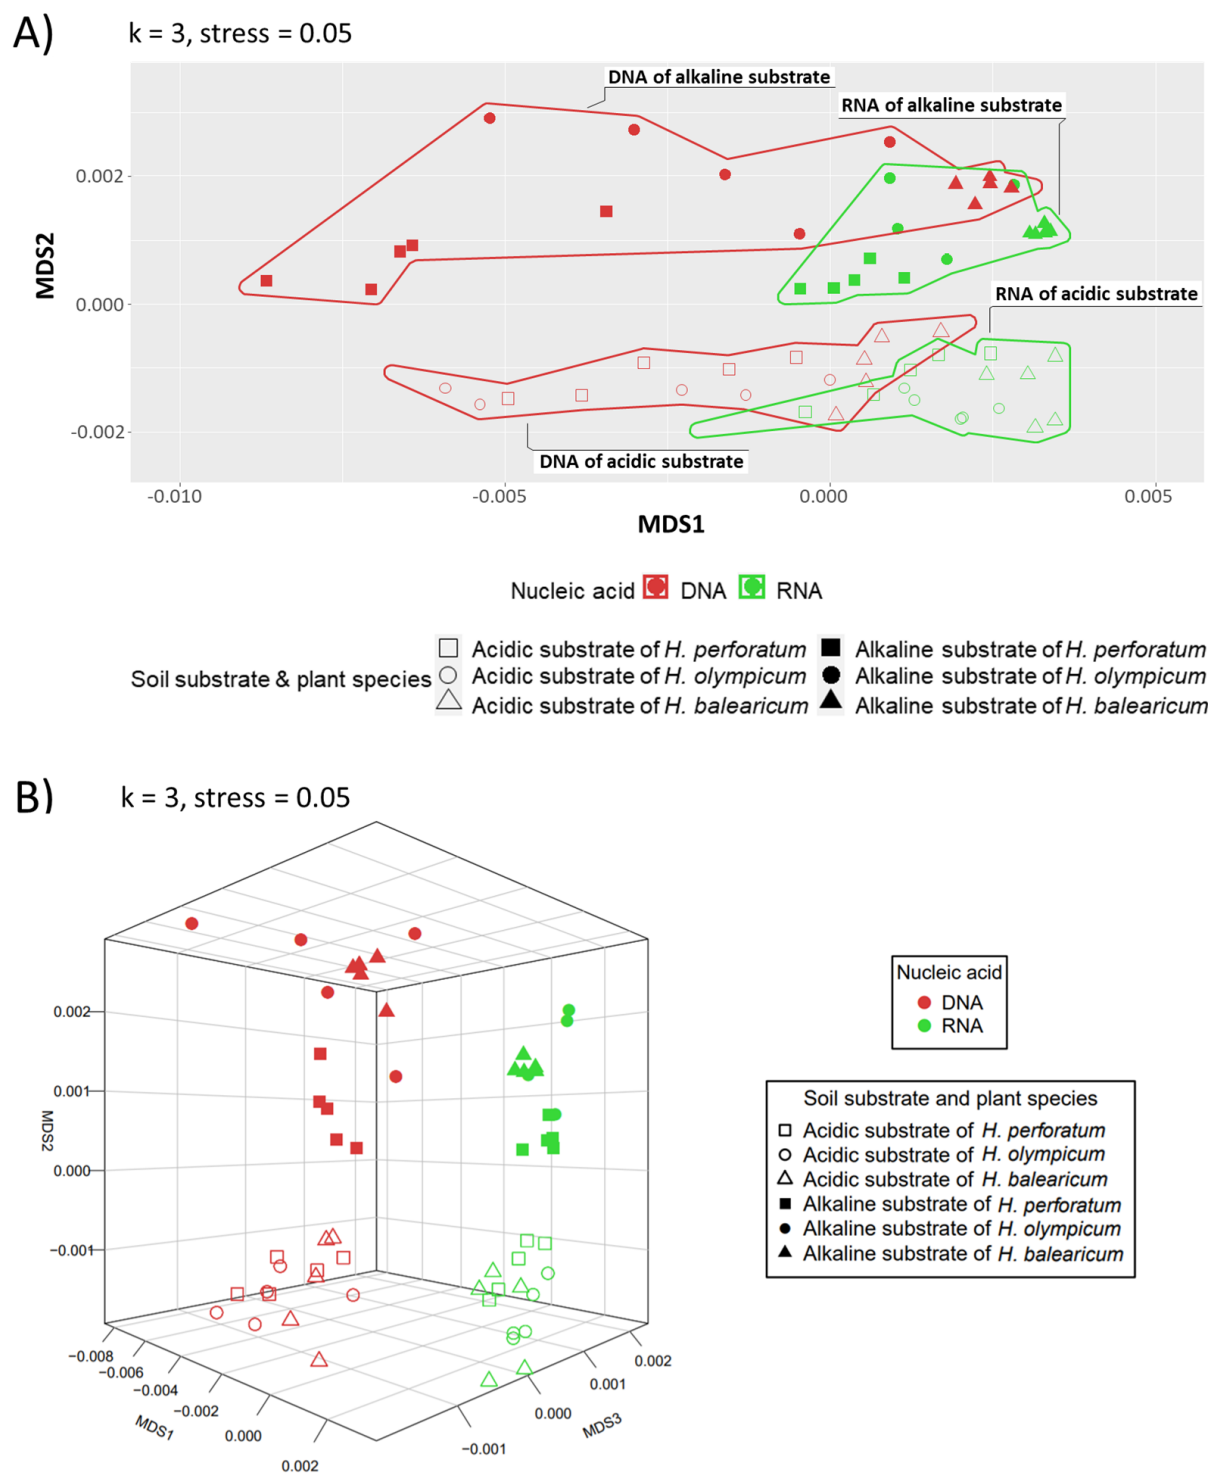 A)
k = 3, stress = 0.05
DNA of alkaline substrate
RNA of alkaline substrate
0.002
MDS2
0.000
RNA of acidic substrate
-0.002
DNA of acidic substrate
-0.010
-0.005
0.000
0.005
MDS1
Nucleic acid DNA RNA
Acidic substrate of H. perforatum
Alkaline substrate of H. perforatum
Soil substrate & plant species
Acidic substrate of H. olympicum
Alkaline substrate of H. olympicum
Acidic substrate of H. balearicum
Alkaline substrate of H. balearicum
B)
k = 3, stress = 0.05
0.002
0.001
MDS2
0.000
−0.001
−0.008
−0.006
−0.004
−0.002
0.000
0.002
MDS1
−0.001
0.000
0.001
0.002
MDS3
Nucleic acid
DNA
RNA
Soil substrate and plant species
Acidic substrate of H. perforatum
Acidic substrate of H. olympicum
Acidic substrate of H. balearicum
Alkaline substrate of H. perforatum
Alkaline substrate of H. olympicum
Alkaline substrate of H. balearicum